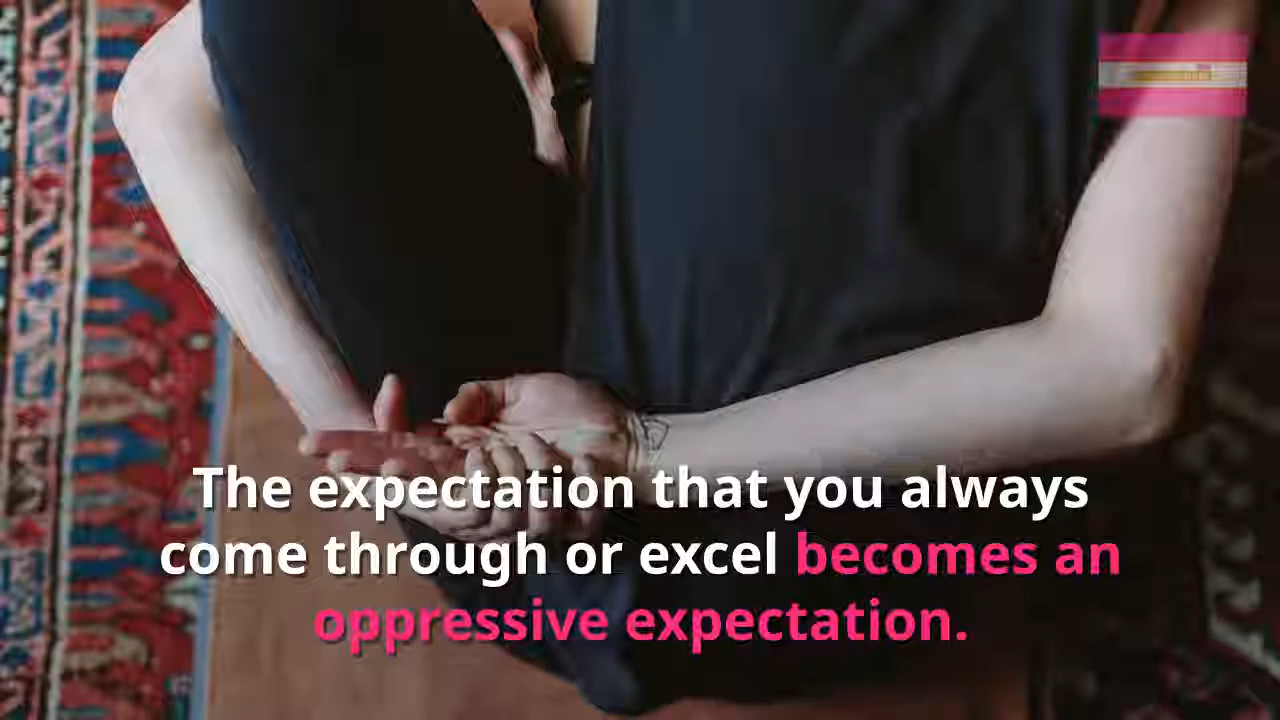 The expectation that you always
come through or excel becomes an
oppressive expectation.